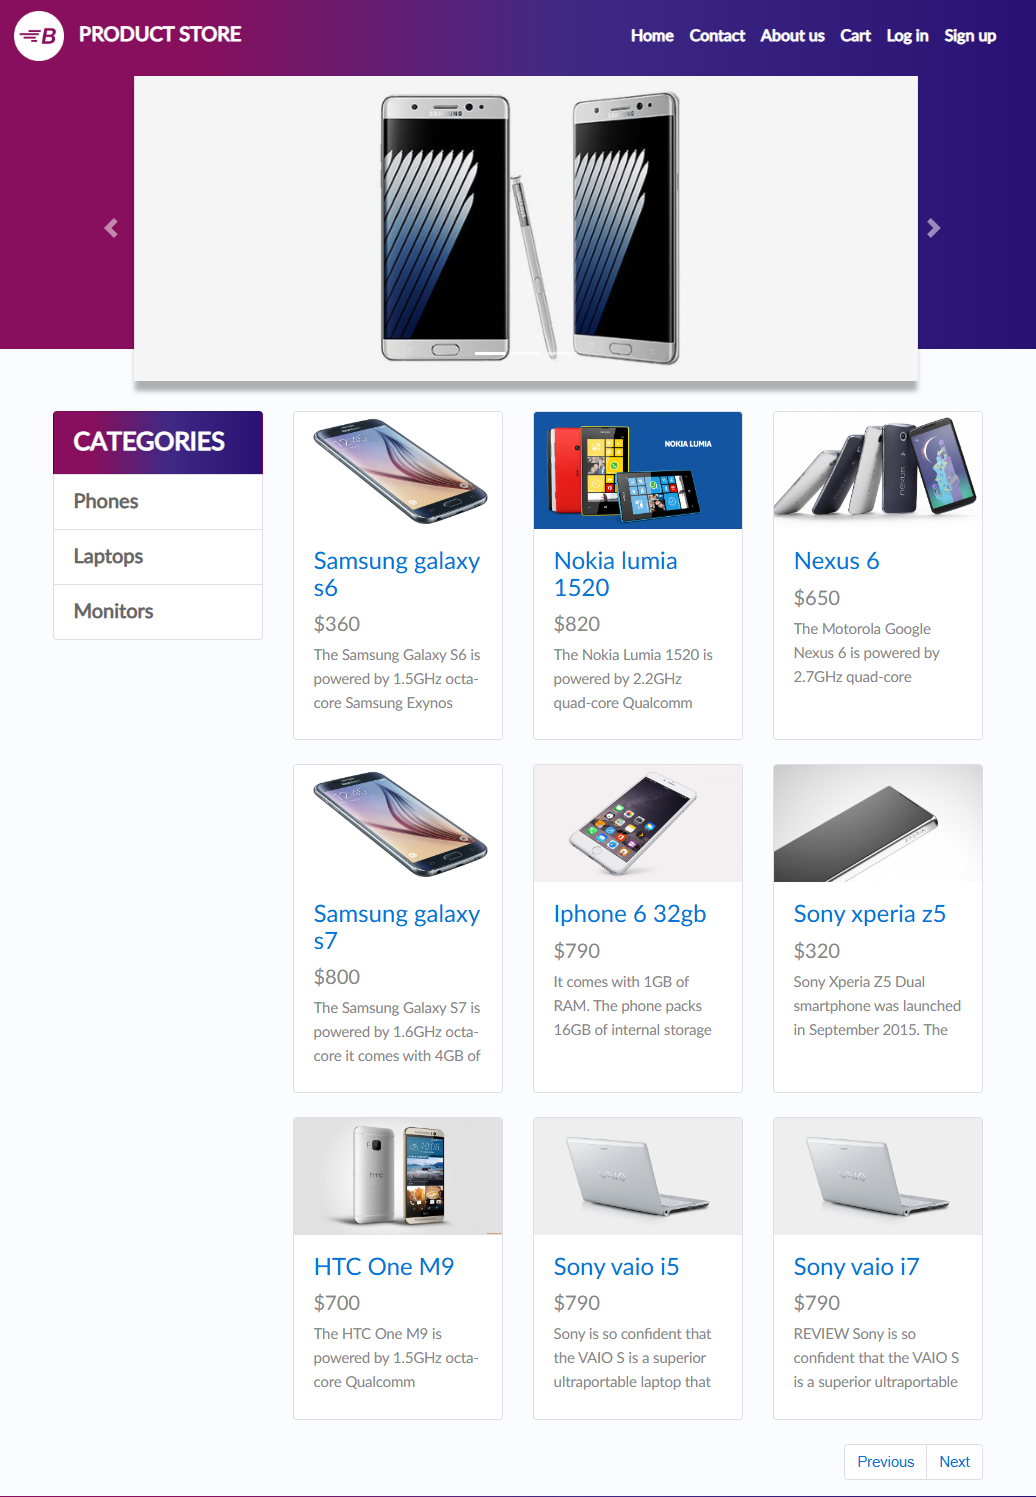 B PRODUCT STORE
Home Contact About us Cart Log in Sign up
SAMSUNG
SAMSUNG
CATEGORIES
Phones
Laptops
Monitors
Samsung galaxy
s6
$360
The Samsung Galaxy S6 is
powered by 1.5GHz octa-
core Samsung Exynos
NOKIA LUMIA
Nokia lumia
1520
$820
The Nokia Lumia 1520 is
powered by 2.2GHz
quad-core Qualcomm
nexus
Nexus 6
$650
The Motorola Google
Nexus 6 is powered by
2.7GHz quad-core
Samsung galaxy
s7
$800
The Samsung Galaxy S7 is
powered by 1.6GHz octa-
core it comes with 4GB of
Iphone 6 32gb
$790
It comes with 1GB of
RAM. The phone packs
16GB of internal storage
Sony xperia z5
$320
Sony Xperia Z5 Dual
smartphone was launched
in September 2015. The
hTC
HTC One M9
$700
The HTC One M9 is
powered by 1.5GHz octa-
core Qualcomm
VAIO
Sony vaio i5
$790
Sony is so confident that
the VAIO S is a superior
ultraportable laptop that
VAIO
Sony vaio i7
$790
REVIEW Sony is so
confident that the VAIO S
is a superior ultraportable
Previous Next